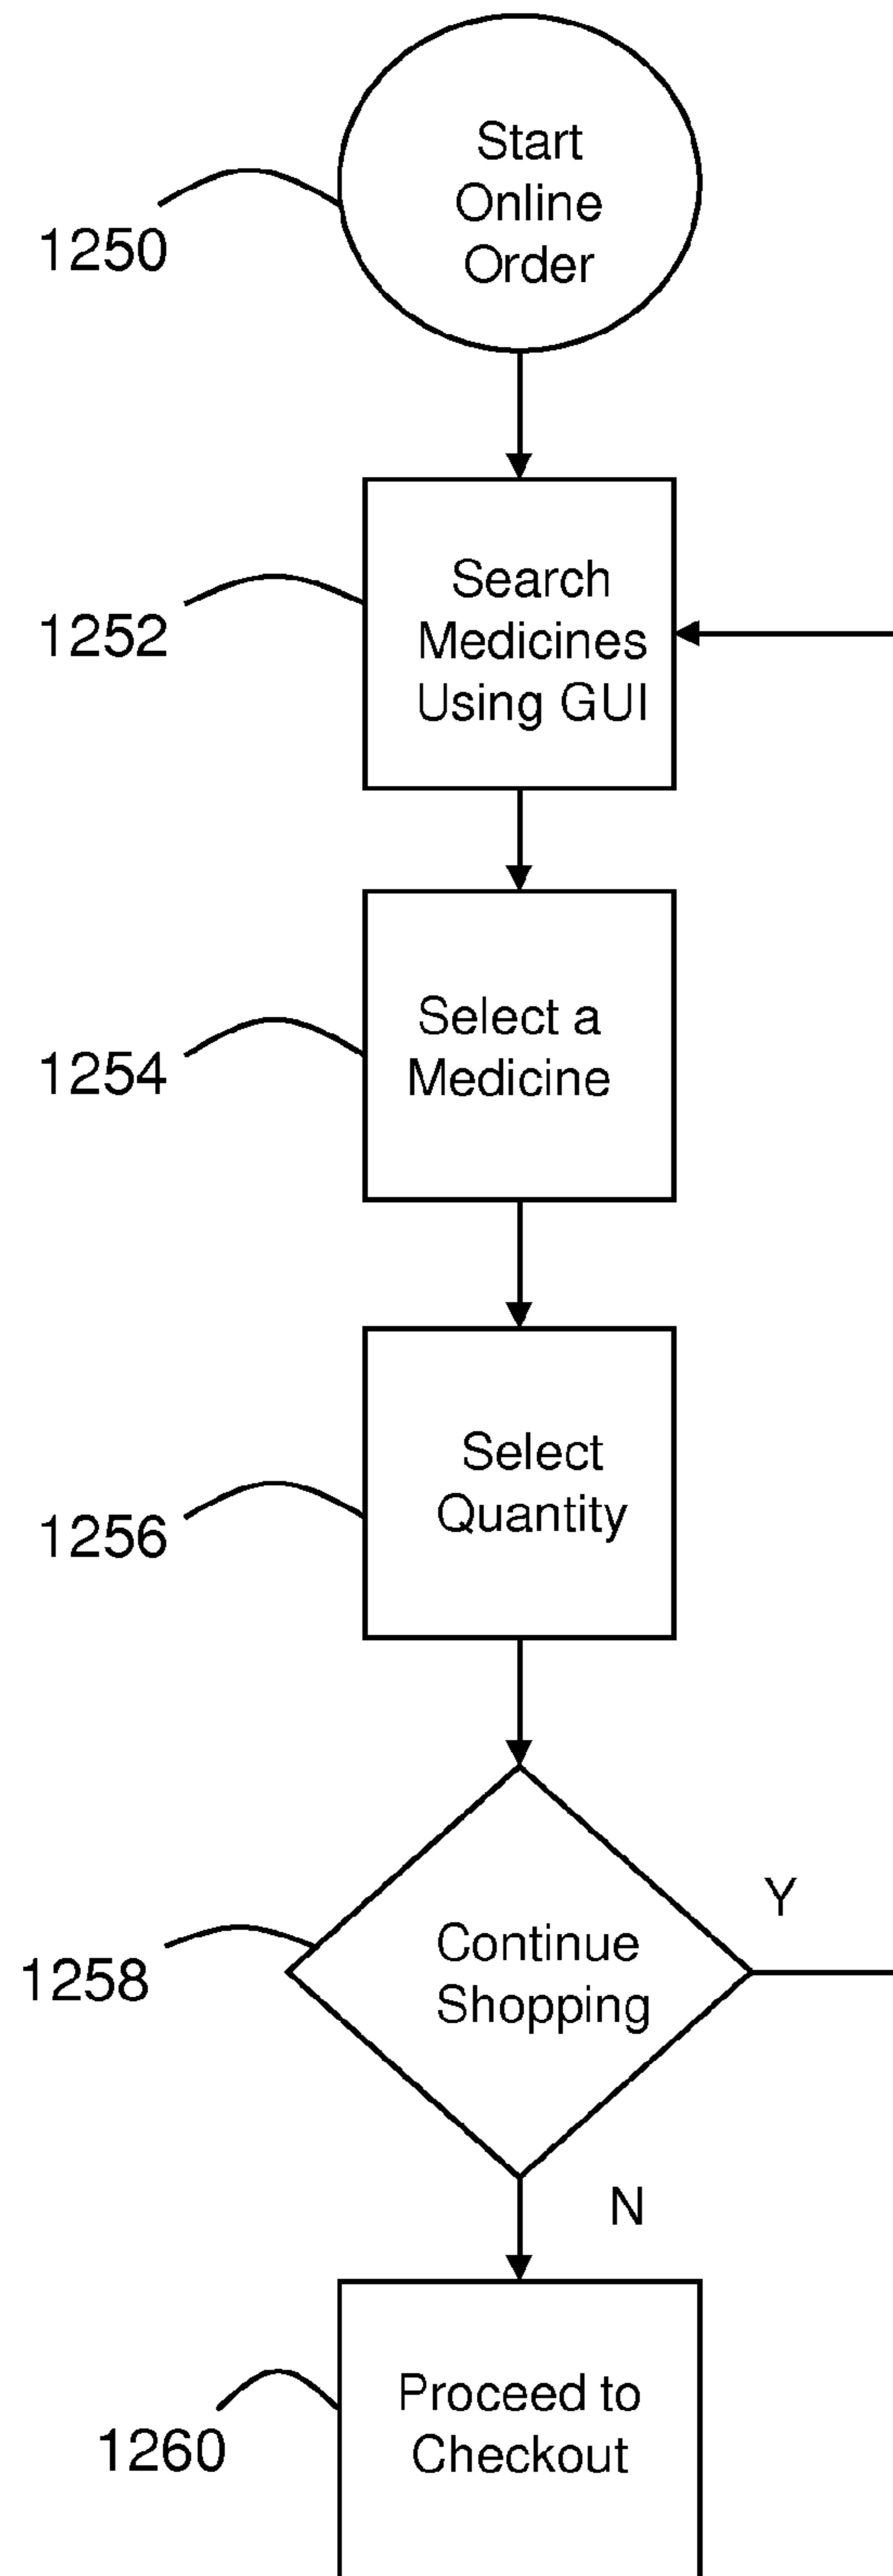 Start
Online
Order
1250
Search
Medicines
Using GUI
1252
Select a
Medicine
1254
Select
Quantity
1256
Y
Continue
Shopping
1258
N
Proceed to
Checkout
1260